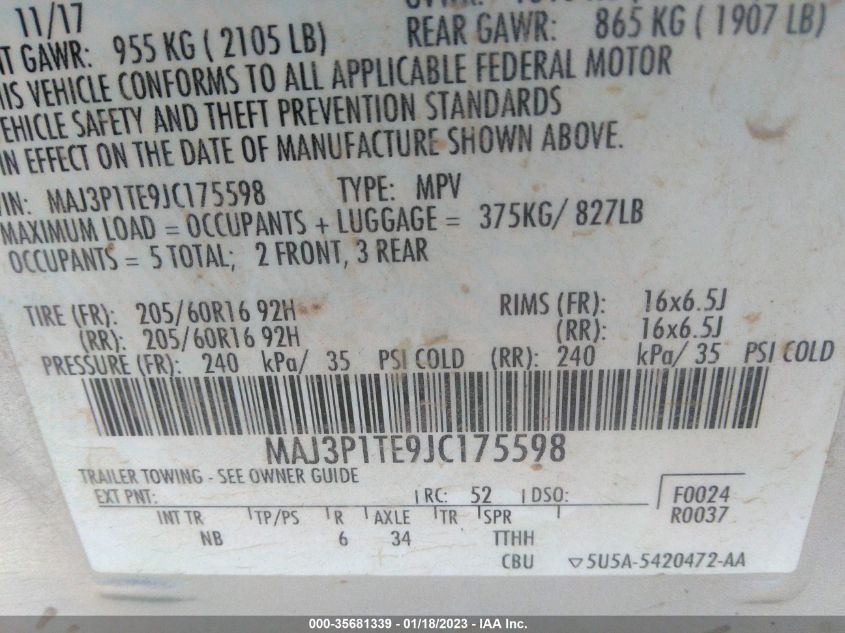 11/17
GAWR: 955 KG ( 2105 LB) REAR GAWR: 865 KG ( 1907 LB)
VEHICLE CONFORMS TO ALL APPLICABLE FEDERAL MOTOR
EHICLE SAFETY AND THEFT PREVENTION STANDARDS
IN EFFECT ON THE DATE OF MANUFACTURE SHOWN ABOVE.
IN: MAJ3P1TE9JC175598 TYPE: MPV
MAXIMUM LOAD = OCCUPANTS + LUGGAGE = 375KG/ 827LB
OCCUPANTS = 5 TOTAL; 2 FRONT, 3 REAR
TIRE (FR): 205/60R16 92H RIMS (FR): 16x6.5J
(RR): 205/60R16 92H (RR): 16x6.5J
PRESSURE (FR): 240 kPa/ 35 PSI COLD (RR): 240 kPa/ 35 PSI COLD
MAJ3P1TE9JC175598
TRAILER TOWING - SEE OWNER GUIDE
EXT PNT: RC: 52 DSO: F0024
INT TR TP/PS R AXLE TR SPR R0037
NB 6 34 TTHH
CBU ▽5U5A-5420472-AA
000-35681339 - 01/18/2023 - IAA Inc.